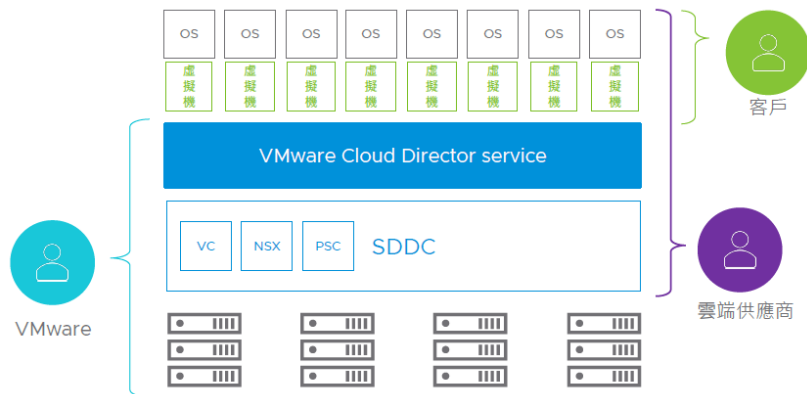 OS OS OS OS OS OS OS OS
虛擬機 虛擬機 虛擬機 虛擬機 虛擬機 虛擬機 虛擬機 虛擬機
客戶
VMware Cloud Director service
VC NSX PSC SDDC
雲端供應商
VMware